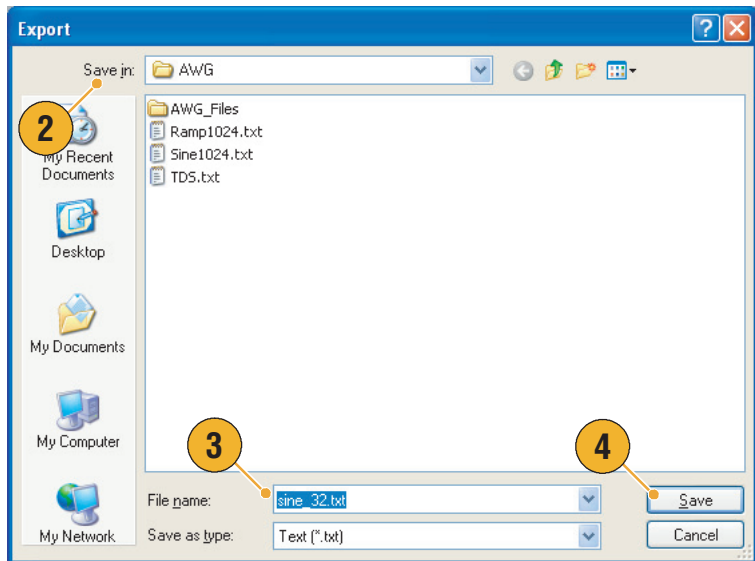 Export
Save in: AWG
2
My Recent
Documents
Desktop
My Documents
My Computer
My Network
AWG_Files
Ramp1024.txt
Sine1024.txt
TDS.txt
3
4
File name: sine_32.txt Save
Save as type: Text (*.txt) Cancel